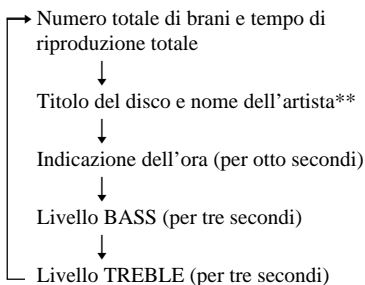 Numero totale di brani e tempo di
riproduzione totale
Titolo del disco e nome dell'artista**
Indicazione dell'ora (per otto secondi)
Livello BASS (per tre secondi)
Livello TREBLE (per tre secondi)